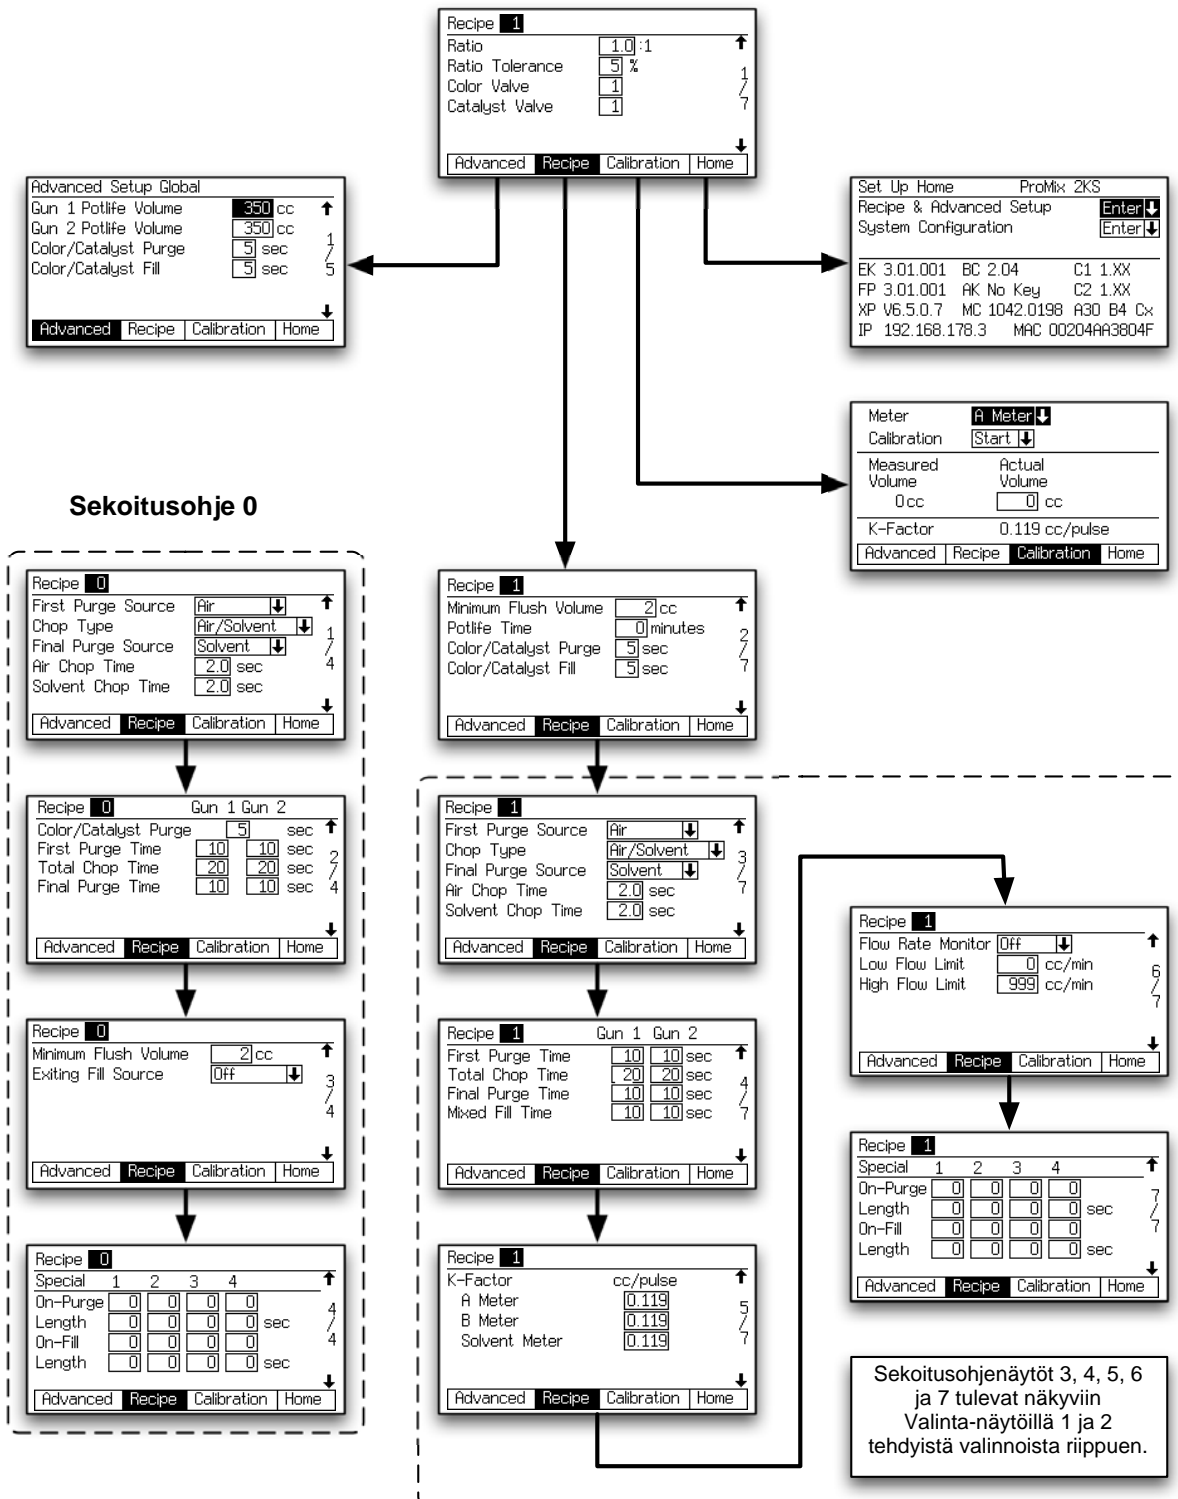 Recipe 1
Ratio 1.0 :1
Ratio Tolerance 5 %
Color Valve 1
Catalyst Valve 1
1/7
Advanced Recipe Calibration Home
Advanced Setup Global
Gun 1 Potlife Volume 350 cc
Gun 2 Potlife Volume 350 cc
Color/Catalyst Purge 5 sec
Color/Catalyst Fill 5 sec
1/5
Advanced Recipe Calibration Home
Set Up Home ProMix 2KS
Recipe & Advanced Setup Enter
System Configuration Enter
EK 3.01.001 BC 2.04 C1 1.XX
FP 3.01.001 AK No Key C2 1.XX
XP V6.5.0.7 MC 1042.0198 A30 B4 Cx
IP 192.168.178.3 MAC 00204AA3804F
Meter A Meter
Calibration Start
Measured Actual
Volume Volume
0 cc 0 cc
K-Factor 0.119 cc/pulse
Advanced Recipe Calibration Home
Sekoitusohje 0
Recipe 0
First Purge Source Air
Chop Type Air/Solvent
Final Purge Source Solvent
Air Chop Time 2.0 sec
Solvent Chop Time 2.0 sec
1/4
Advanced Recipe Calibration Home
Recipe 0 Gun 1 Gun 2
Color/Catalyst Purge 5 sec
First Purge Time 10 10 sec
Total Chop Time 20 20 sec
Final Purge Time 10 10 sec
2/4
Advanced Recipe Calibration Home
Recipe 0
Minimum Flush Volume 2 cc
Exiting Fill Source Off
3/4
Advanced Recipe Calibration Home
Recipe 0
Special 1 2 3 4
On-Purge 0 0 0 0
Length 0 0 0 0 sec
On-Fill 0 0 0 0
Length 0 0 0 0 sec
4/4
Advanced Recipe Calibration Home
Recipe 1
Minimum Flush Volume 2 cc
Potlife Time 0 minutes
Color/Catalyst Purge 5 sec
Color/Catalyst Fill 5 sec
2/7
Advanced Recipe Calibration Home
Recipe 1
First Purge Source Air
Chop Type Air/Solvent
Final Purge Source Solvent
Air Chop Time 2.0 sec
Solvent Chop Time 2.0 sec
3/7
Advanced Recipe Calibration Home
Recipe 1 Gun 1 Gun 2
First Purge Time 10 10 sec
Total Chop Time 20 20 sec
Final Purge Time 10 10 sec
Mixed Fill Time 10 10 sec
4/7
Advanced Recipe Calibration Home
Recipe 1
K-Factor cc/pulse
A Meter 0.119
B Meter 0.119
Solvent Meter 0.119
5/7
Advanced Recipe Calibration Home
Recipe 1
Flow Rate Monitor Off
Low Flow Limit 0 cc/min
High Flow Limit 999 cc/min
6/7
Advanced Recipe Calibration Home
Recipe 1
Special 1 2 3 4
On-Purge 0 0 0 0
Length 0 0 0 0 sec
On-Fill 0 0 0 0
Length 0 0 0 0 sec
7/7
Advanced Recipe Calibration Home
Sekoitusohjenäytöt 3, 4, 5, 6
ja 7 tulevat näkyviin
Valinta-näytöillä 1 ja 2
tehdyistä valinnoista riippuen.